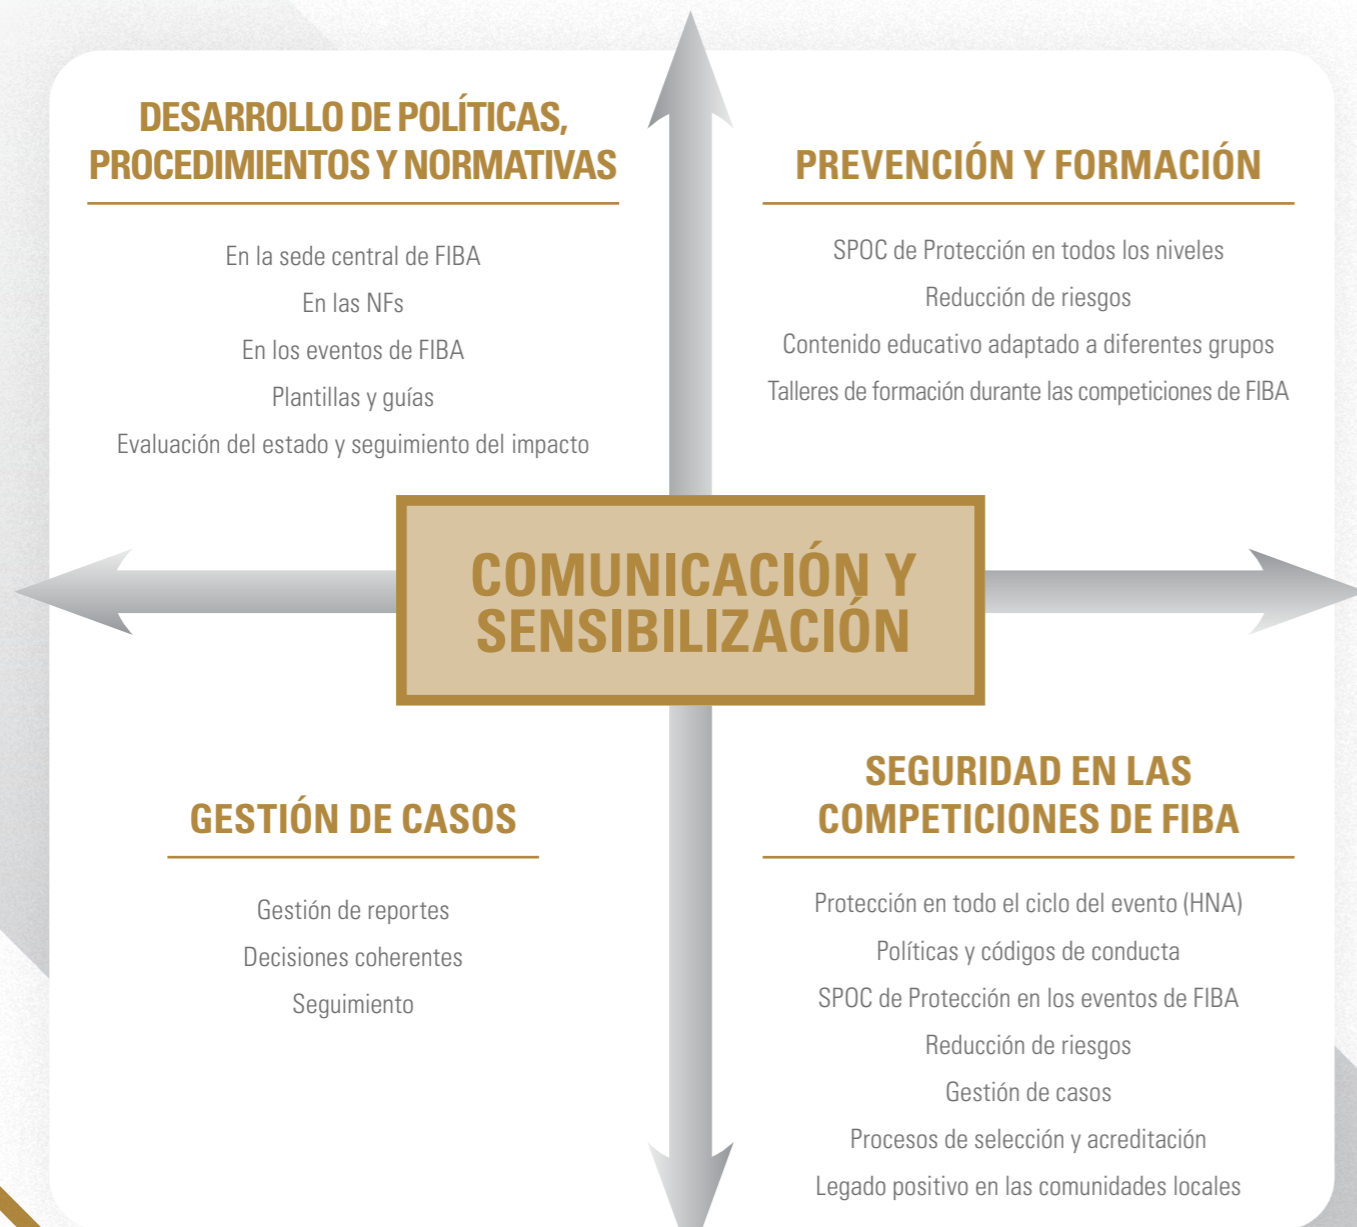 DESARROLLO DE POLÍTICAS,
PROCEDIMIENTOS Y NORMATIVAS
En la sede central de FIBA
En las NFs
En los eventos de FIBA
Plantillas y guías
Evaluación del estado y seguimiento del impacto
PREVENCIÓN Y FORMACIÓN
SPOC de Protección en todos los niveles
Reducción de riesgos
Contenido educativo adaptado a diferentes grupos
Talleres de formación durante las competiciones de FIBA
COMUNICACIÓN Y
SENSIBILIZACIÓN
GESTIÓN DE CASOS
Gestión de reportes
Decisiones coherentes
Seguimiento
SEGURIDAD EN LAS
COMPETICIONES DE FIBA
Protección en todo el ciclo del evento (HNA)
Políticas y códigos de conducta
SPOC de Protección en los eventos de FIBA
Reducción de riesgos
Gestión de casos
Procesos de selección y acreditación
Legado positivo en las comunidades locales